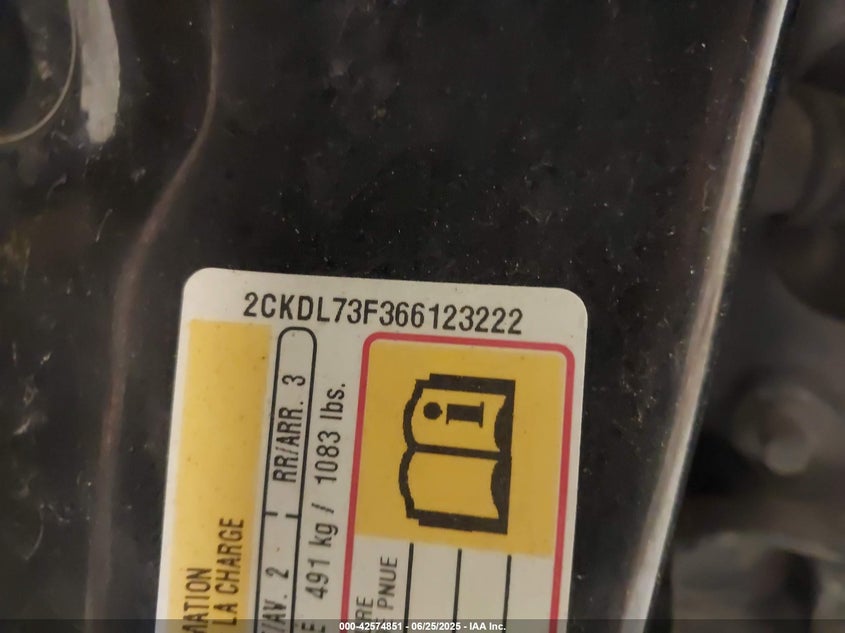 2CKDL73F366123222
MATION
LA CHARGE
/AV. 2 RR/ARR. 3
E 491 kg / 1083 lbs.
RE
PNUE
000-42574851 - 06/25/2025 - IAA Inc.